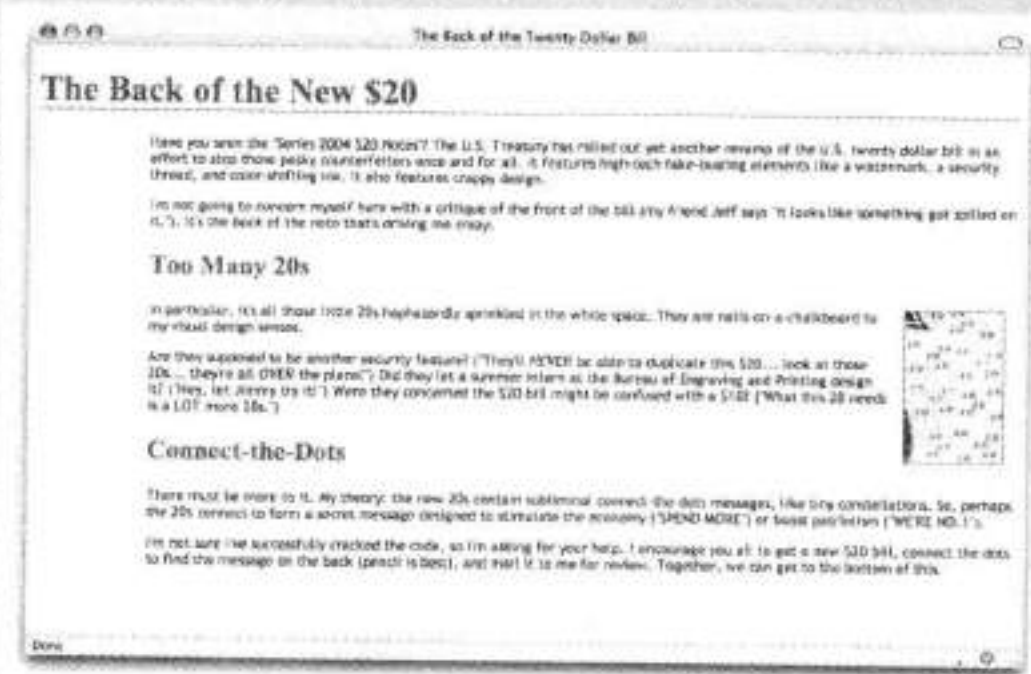 The Back of the Twenty Dollar Bill
The Back of the New $20
Have you seen the "Series 2004 $20 Notes"? The U.S. Treasury has rolled out yet another revamp of the U.S. twenty dollar bill in an
effort to stop those pesky counterfeiters once and for all. It features high-tech fake-busting elements like a watermark, a security
thread, and color-shifting ink. It also features crappy design.
I'm not going to concern myself here with a critique of the front of the bill (my friend Jeff says "it looks like something got spilled on
it."). It's the back of the note that's driving me crazy.
Too Many 20s
In particular, it's all those little 20s haphazardly sprinkled in the white space. They are nails-on-a-chalkboard to
my visual design senses.
Are they supposed to be another security feature? ("They'll NEVER be able to duplicate this $20... look at those
20s... they're all OVER the place!") Did they let a summer intern at the Bureau of Engraving and Printing design
it? ("Hey, let Jimmy try it!") Were they concerned the $20 bill might be confused with a $10? ("What this 20 needs
is a LOT more 20s.")
Connect-the-Dots
There must be more to it. My theory: the new 20s contain subliminal connect-the-dots messages, like tiny constellations. So, perhaps
the 20s connect to form a secret message designed to stimulate the economy ("SPEND MORE") or boost patriotism ("WE'RE NO. 1").
I'm not sure I've successfully cracked the code, so I'm asking for your help. I encourage you all to get a new $20 bill, connect the dots
to find the message on the back (pencil is best), and mail it to me for review. Together, we can get to the bottom of this.
Done